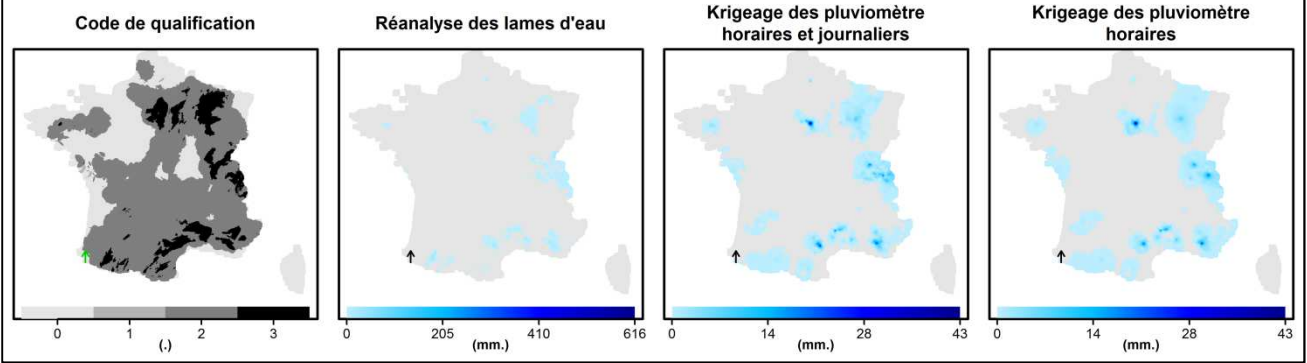 Code de qualification
Réanalyse des lames d'eau
Krigeage des pluviomètre
horaires et journaliers
Krigeage des pluviomètre
horaires
0 1 2 3
(.)
0 205 410 616
(mm.)
0 14 28 43
(mm.)
0 14 28 43
(mm.)